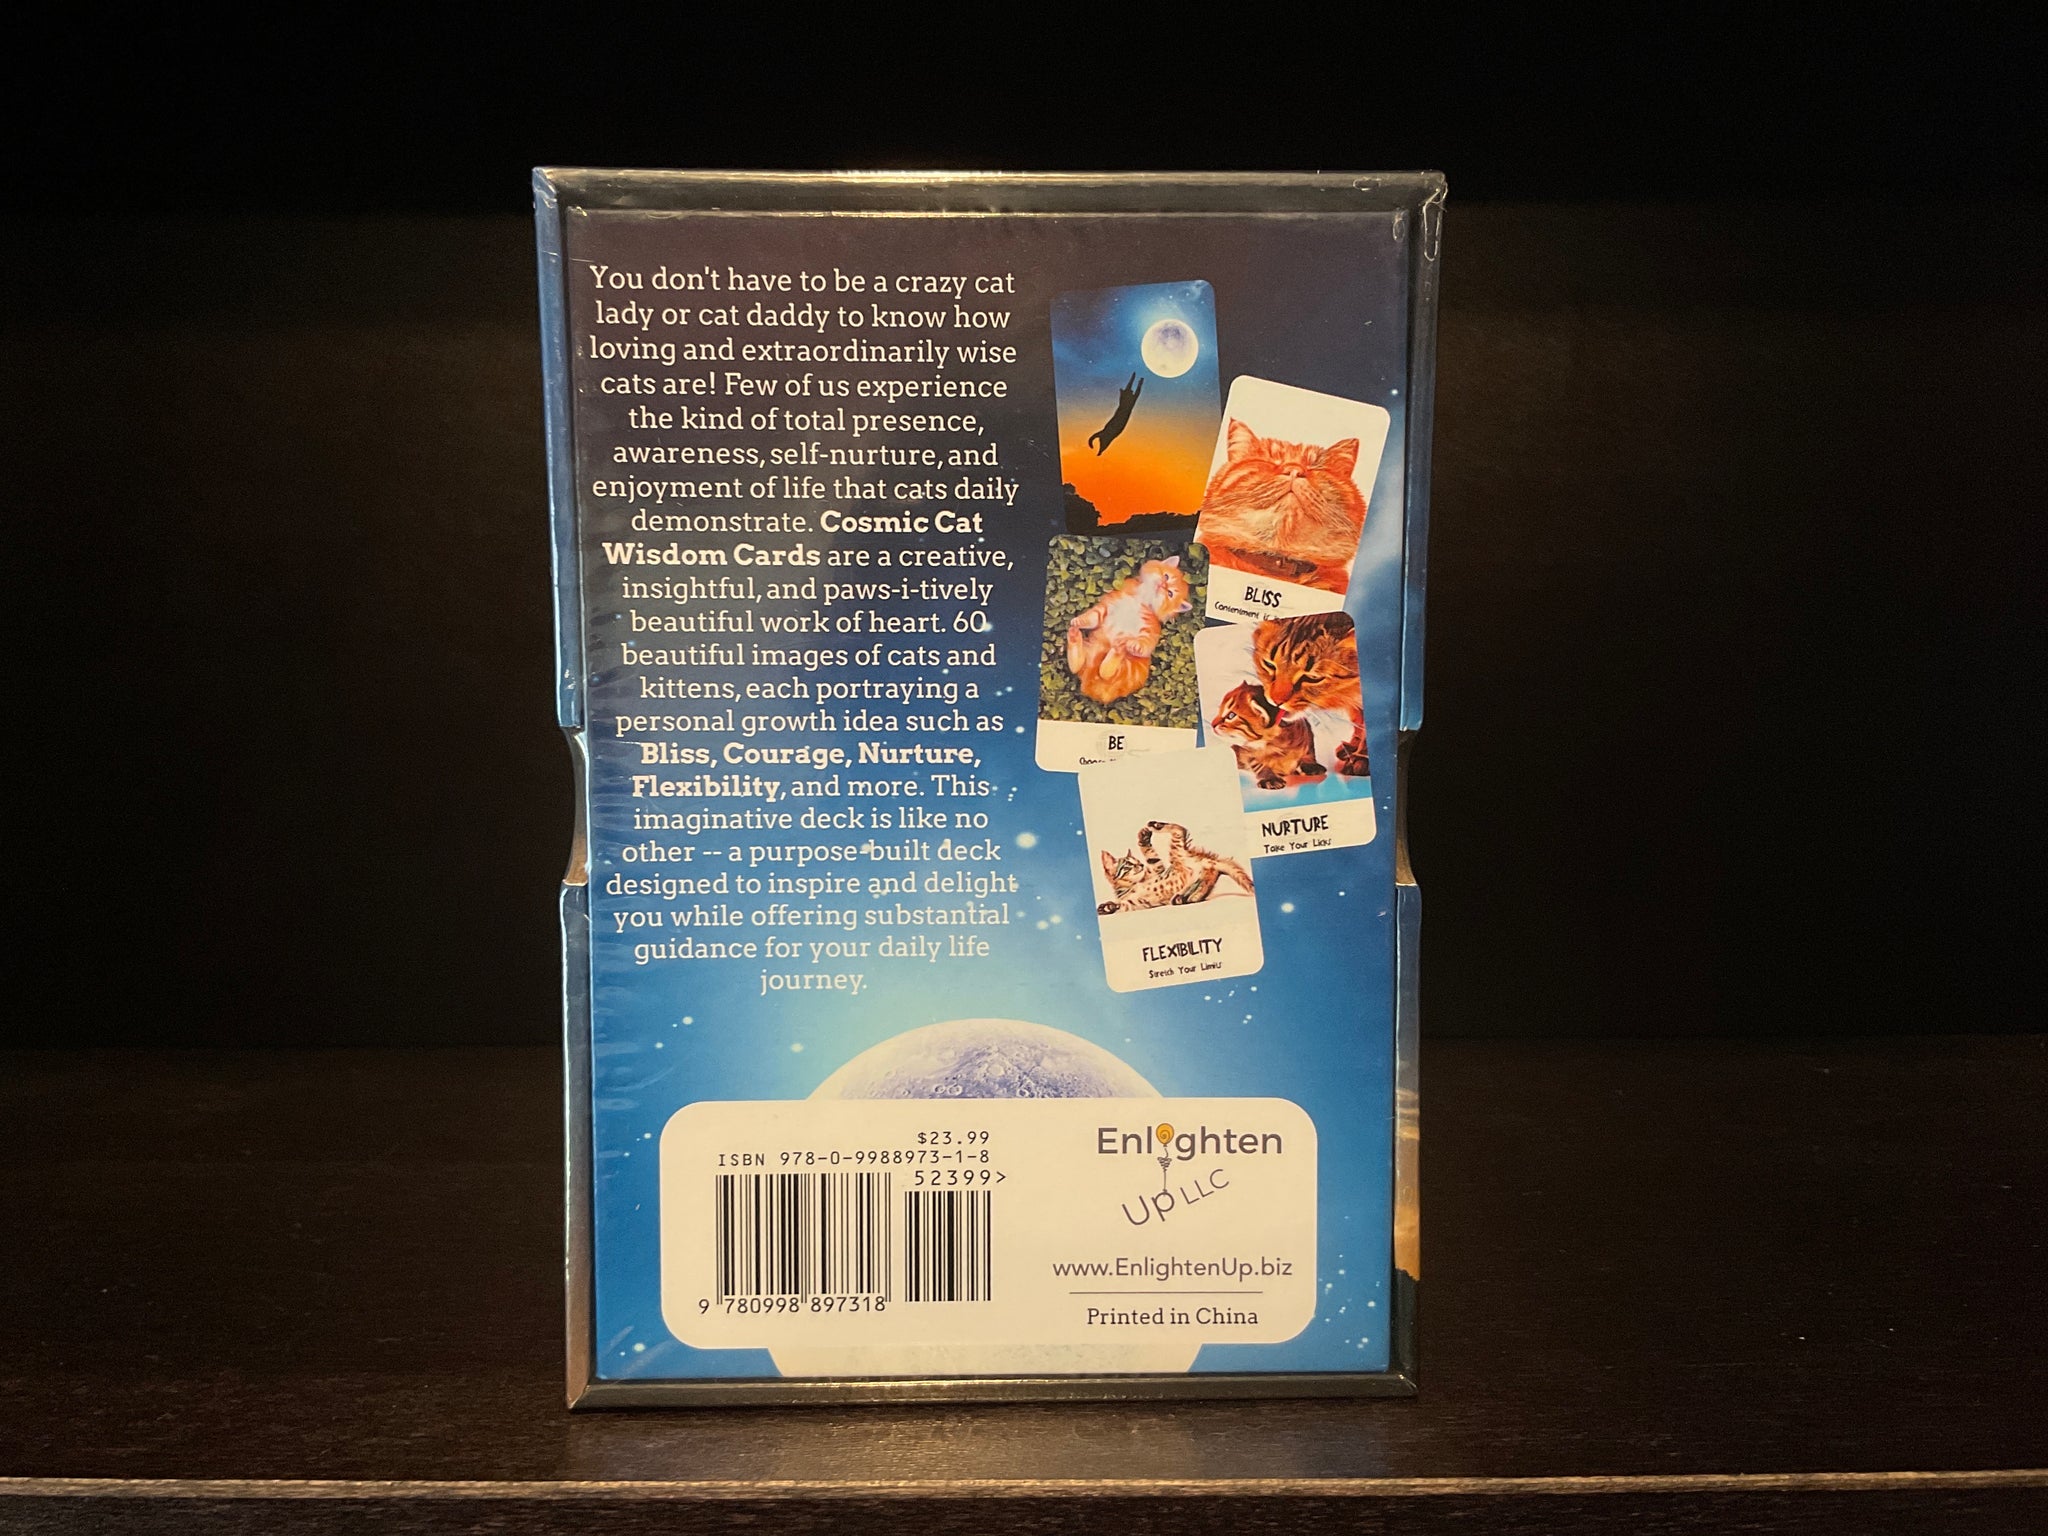 You don't have to be a crazy cat
lady or cat daddy to know how
loving and extraordinarily wise
cats are! Few of us experience
the kind of total presence,
awareness, self-nurture, and
enjoyment of life that cats daily
demonstrate. Cosmic Cat
Wisdom Cards are a creative,
insightful, and paws-i-tively
beautiful work of heart. 60
beautiful images of cats and
kittens, each portraying a
personal growth idea such as
Bliss, Courage, Nurture,
Flexibility, and more. This
imaginative deck is like no
other -- a purpose-built deck
designed to inspire and delight
you while offering substantial
guidance for your daily life
journey.
BLISS
Contentment is
BE
NURTURE
Take Your Licks
FLEXIBILITY
Stretch Your Limits
$23.99
ISBN 978-0-9988973-1-8
52399>
9 780998 897318
Enlighten
Up LLC
www.EnlightenUp.biz
Printed in China